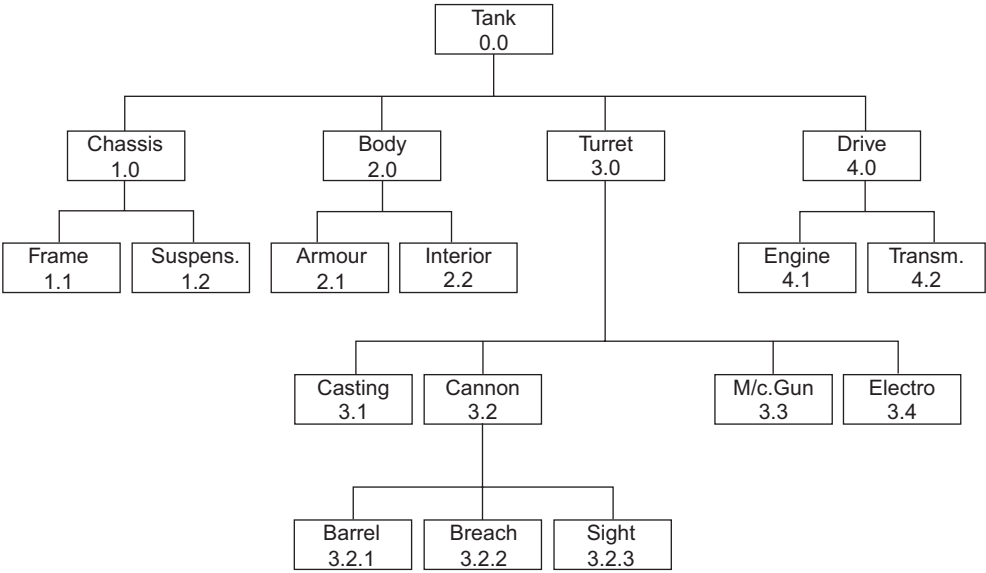 Tank
0.0
Chassis
1.0
Body
2.0
Turret
3.0
Drive
4.0
Frame
1.1
Suspens.
1.2
Armour
2.1
Interior
2.2
Engine
4.1
Transm.
4.2
Casting
3.1
Cannon
3.2
M/c.Gun
3.3
Electro
3.4
Barrel
3.2.1
Breach
3.2.2
Sight
3.2.3